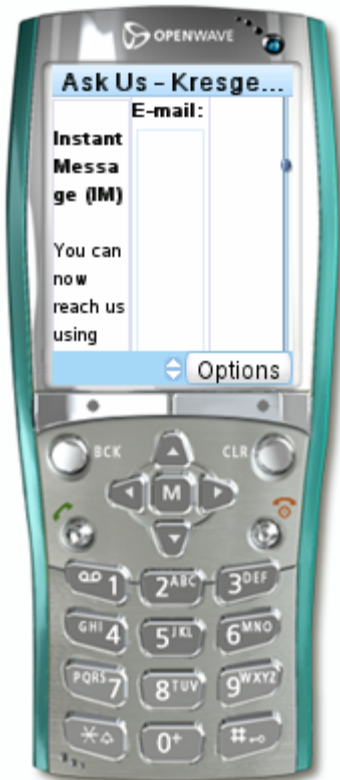 OPENWAVE
Ask Us - Kresge...
E-mail:
Instant
Messa
ge (IM)
You can
now
reach us
using
Options
BCK
CLR
M
1
2ABC
3DEF
GHI4
5JKL
6MNO
PQRS7
8TUV
9WXYZ
0+
#